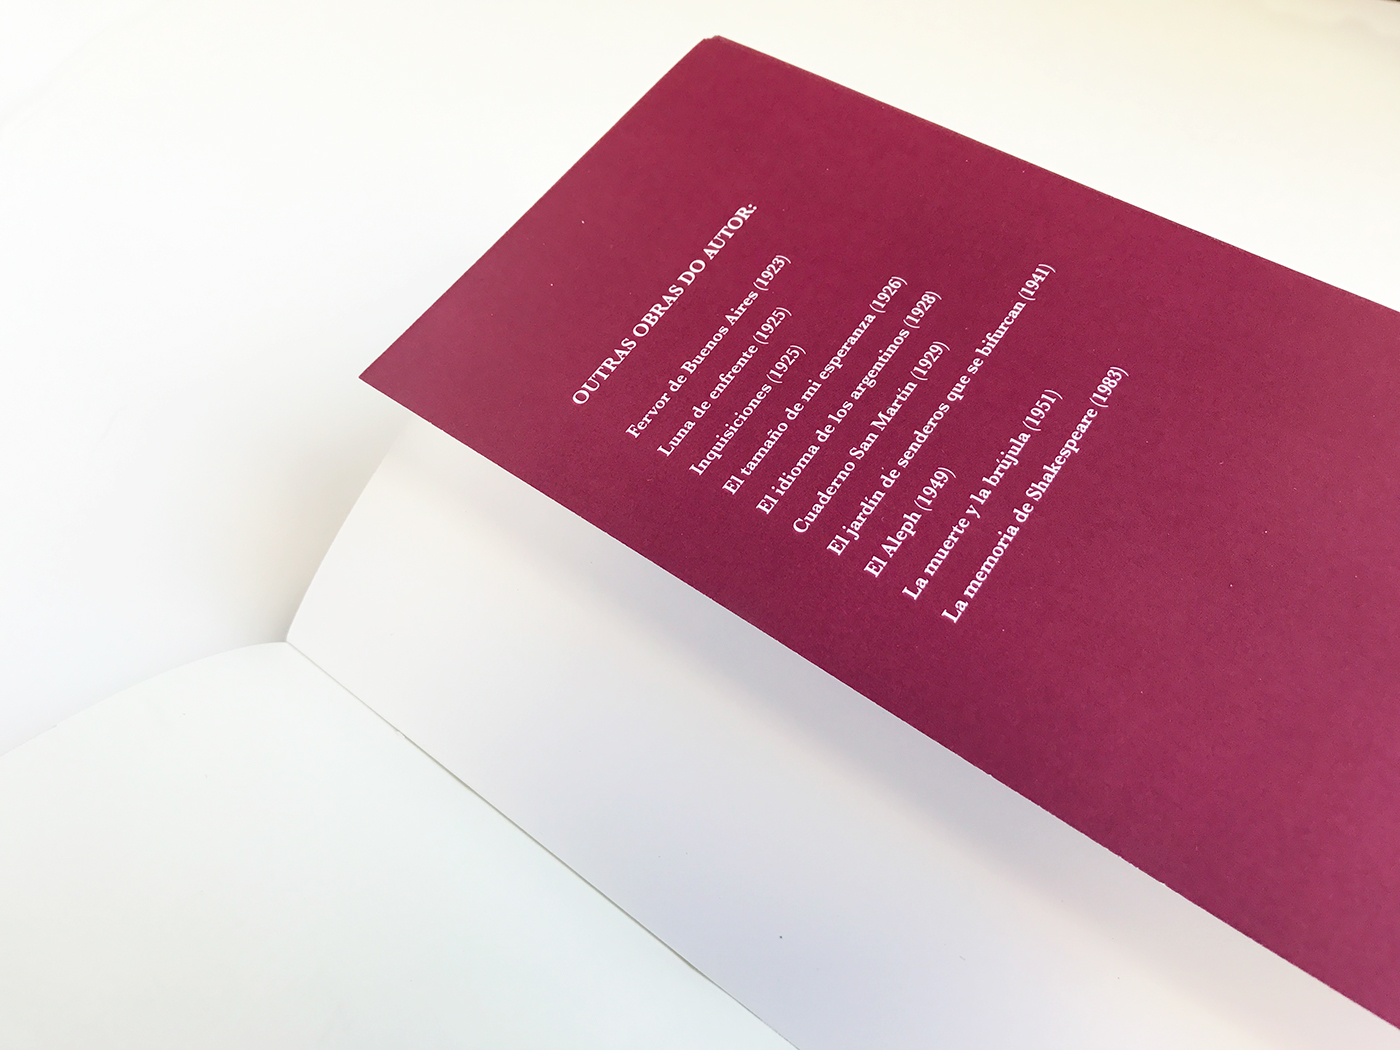 OUTRAS OBRAS DO AUTOR:
Fervor de Buenos Aires (1923)
Luna de enfrente (1925)
Inquisiciones (1925)
El tamaño de mi esperanza (1926)
El idioma de los argentinos (1928)
Cuaderno San Martín (1929)
El jardín de senderos que se bifurcan (1941)
El Aleph (1949)
La muerte y la brújula (1951)
La memoria de Shakespeare (1983)